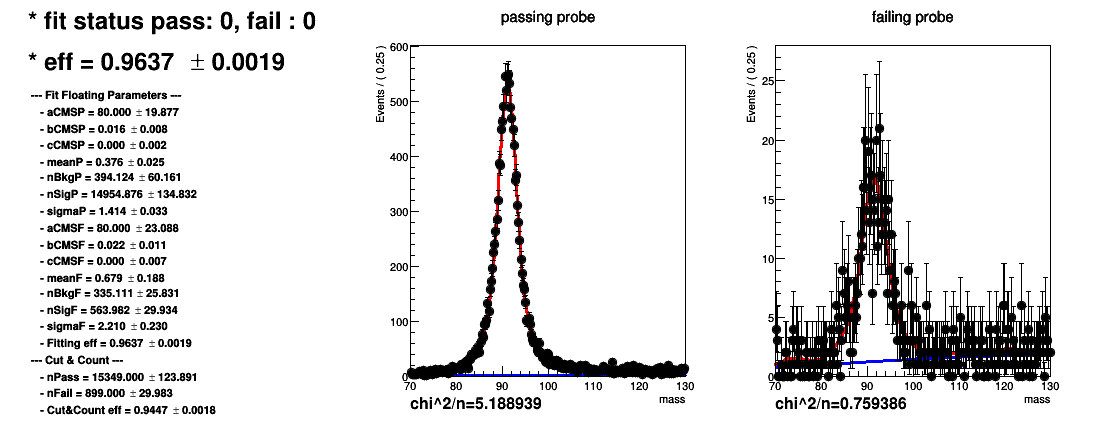 * fit status pass: 0, fail : 0
* eff = 0.9637 ± 0.0019
--- Fit Floating Parameters ---
- aCMSP = 80.000 ± 19.877
- bCMSP = 0.016 ± 0.008
- cCMSP = 0.000 ± 0.002
- meanP = 0.376 ± 0.025
- nBkgP = 394.124 ± 60.161
- nSigP = 14954.876 ± 134.832
- sigmaP = 1.414 ± 0.033
- aCMSF = 80.000 ± 23.088
- bCMSF = 0.022 ± 0.011
- cCMSF = 0.000 ± 0.007
- meanF = 0.679 ± 0.188
- nBkgF = 335.111 ± 25.831
- nSigF = 563.982 ± 29.934
- sigmaF = 2.210 ± 0.230
- Fitting eff = 0.9637 ± 0.0019
--- Cut & Count ---
- nPass = 15349.000 ± 123.891
- nFail = 899.000 ± 29.983
- Cut&Count eff = 0.9447 ± 0.0018
passing probe
Events / ( 0.25 )
600
500
400
300
200
100
0
70 80 90 100 110 120 130
mass
chi^2/n=5.188939
failing probe
Events / ( 0.25 )
25
20
15
10
5
0
70 80 90 100 110 120 130
mass
chi^2/n=0.759386